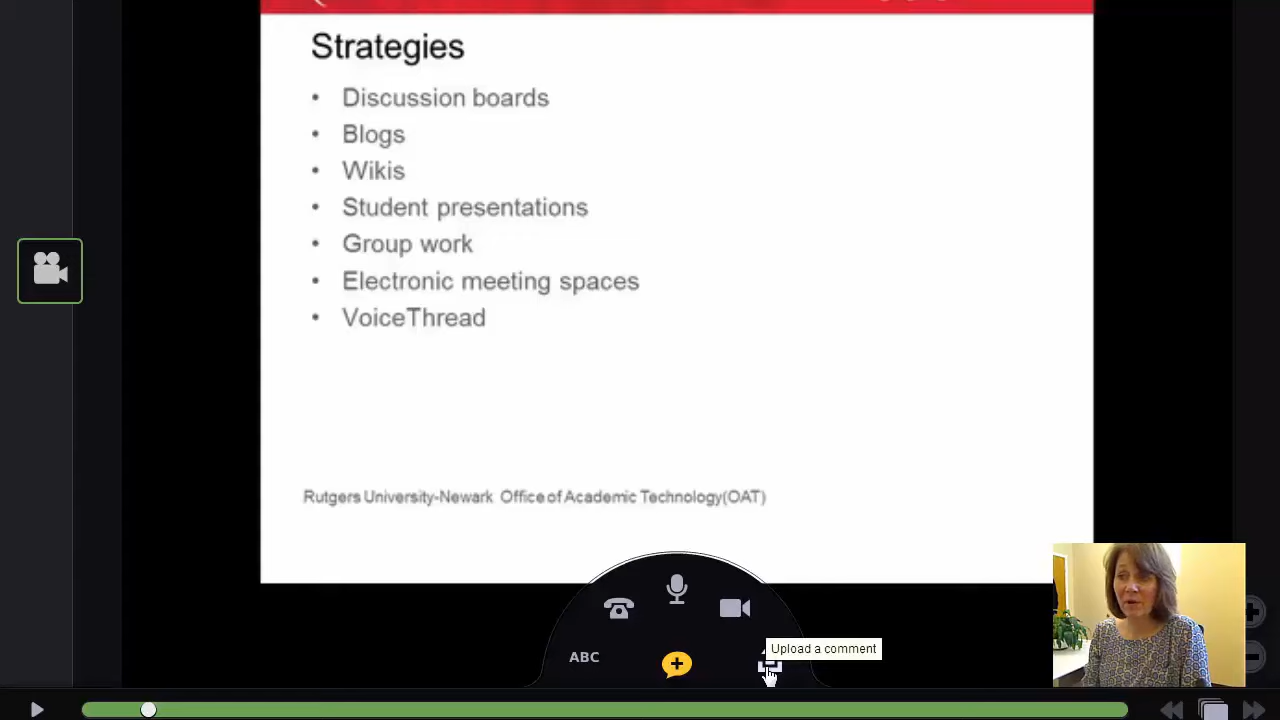 Strategies
• Discussion boards
• Blogs
• Wikis
• Student presentations
• Group work
• Electronic meeting spaces
• VoiceThread
Rutgers University-Newark Office of Academic Technology(OAT)
Upload a comment
ABC